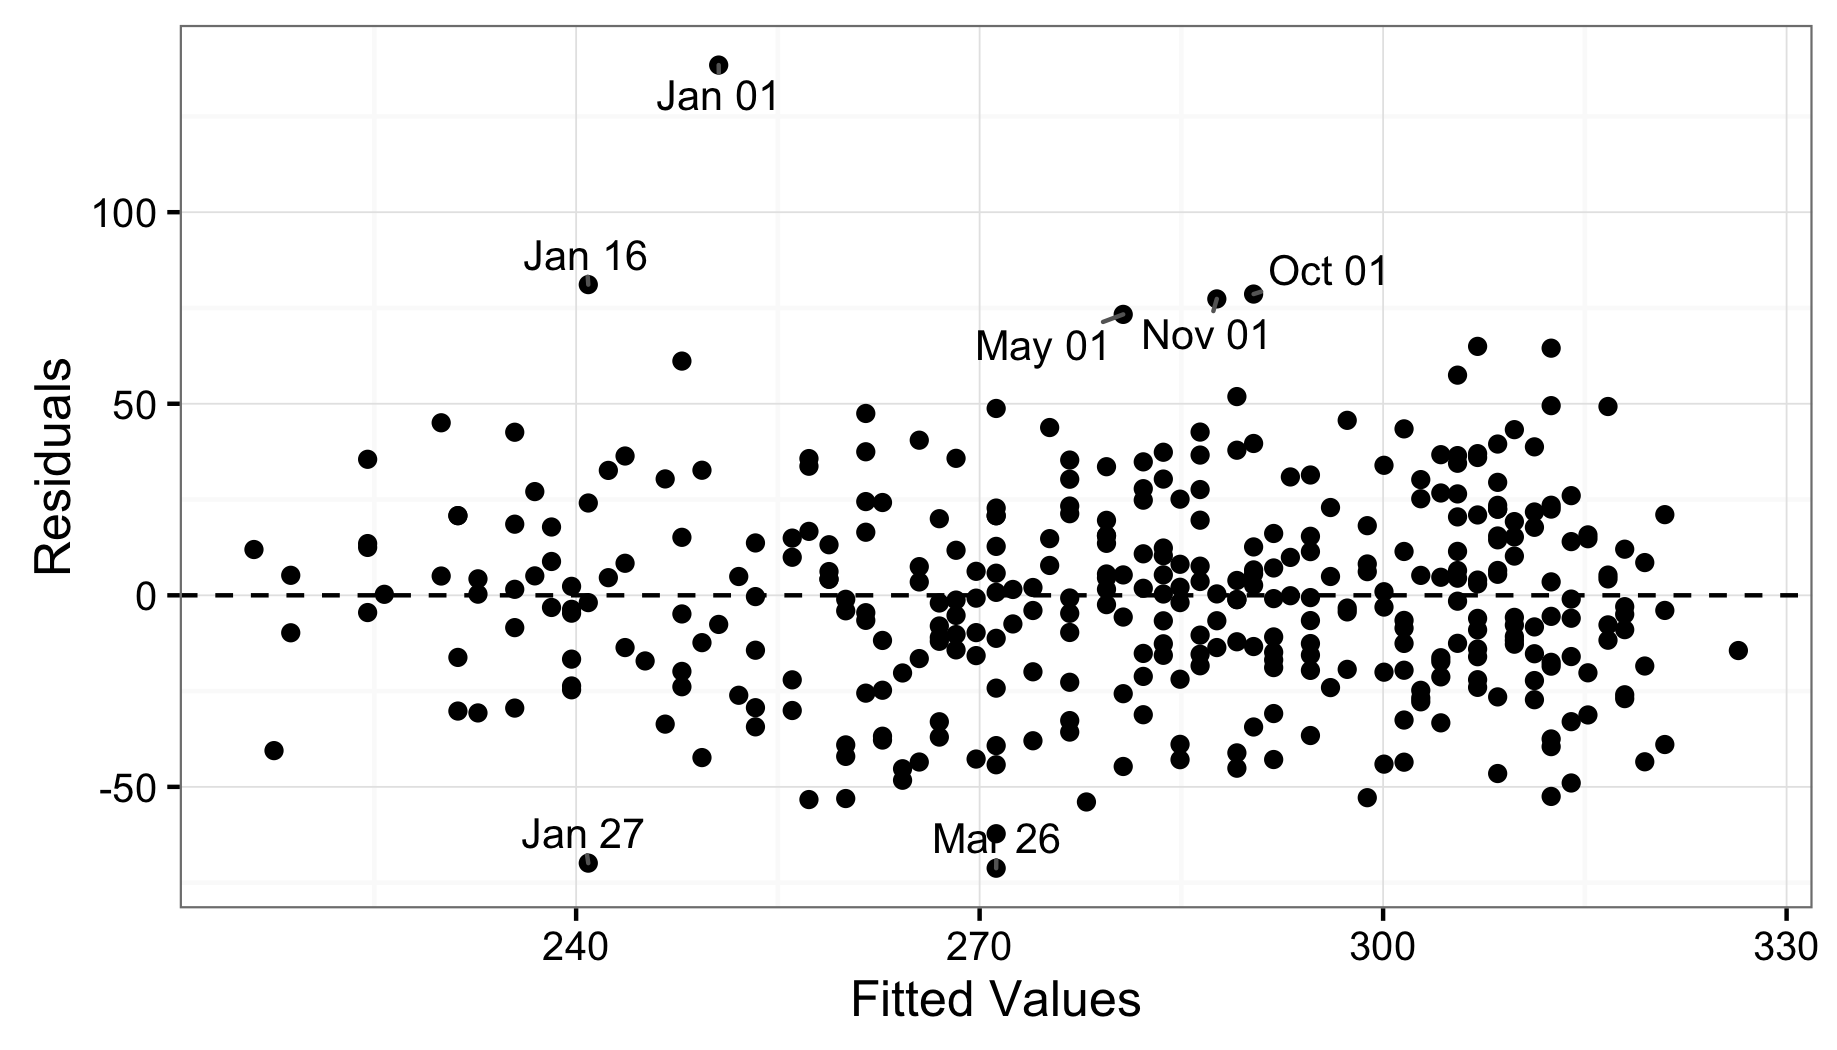 Jan 01
100
Jan 16
Oct 01
Nov 01
May 01
50
Residuals
0
-50
Jan 27
Mar 26
240
270
300
330
Fitted Values